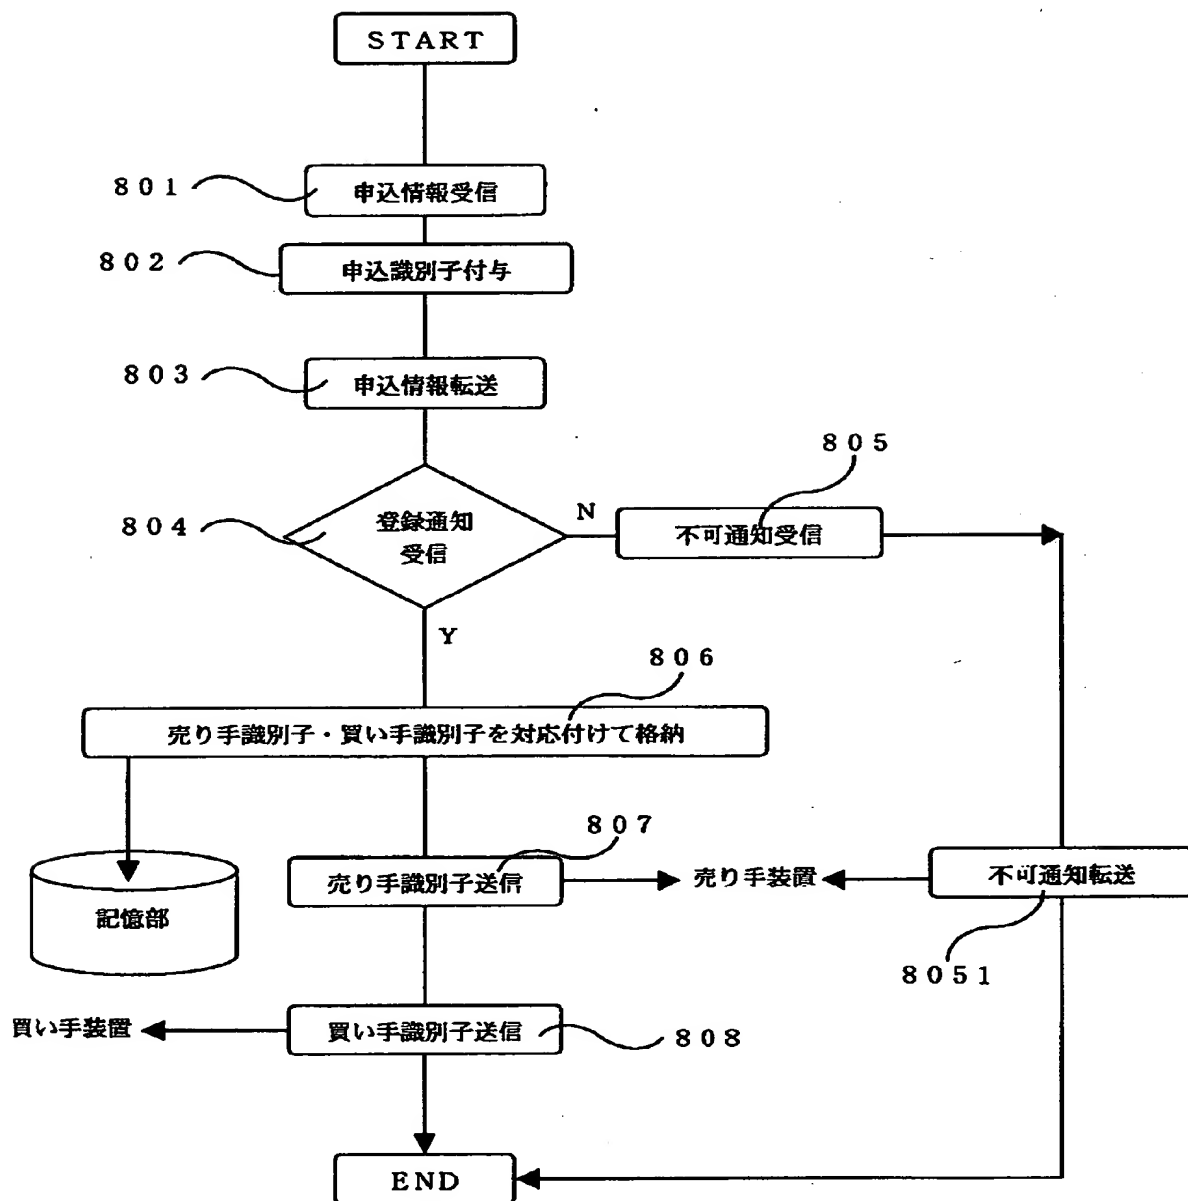 START
801
申込情報受信
802
申込識別子付与
803
申込情報転送
805
804
登録通知
受信
N
不可通知受信
Y
806
売り手識別子・買い手識別子を対応付けて格納
807
売り手識別子送信
売り手装置
不可通知転送
記憶部
8051
買い手装置
買い手識別子送信
808
END